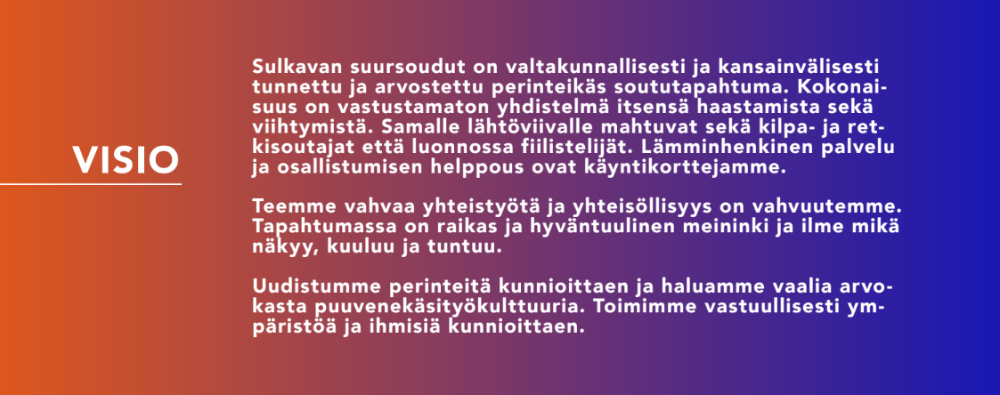 VISIO
Sulkavan suursoudut on valtakunnallisesti ja kansainvälisesti
tunnettu ja arvostettu perinteikäs soututapahtuma. Kokonai-
suus on vastustamaton yhdistelmä itsensä haastamista sekä
viihtymistä. Samalle lähtöviivalle mahtuvat sekä kilpa- ja ret-
kisoutajat että luonnossa fiilistelijät. Lämminhenkinen palvelu
ja osallistumisen helppous ovat käyntikorttejamme.
Teemme vahvaa yhteistyötä ja yhteisöllisyys on vahvuutemme.
Tapahtumassa on raikas ja hyväntuulinen meininki ja ilme mikä
näkyy, kuuluu ja tuntuu.
Uudistumme perinteitä kunnioittaen ja haluamme vaalia arvo-
kasta puuvenekäsityökulttuuria. Toimimme vastuullisesti ym-
päristöä ja ihmisiä kunnioittaen.